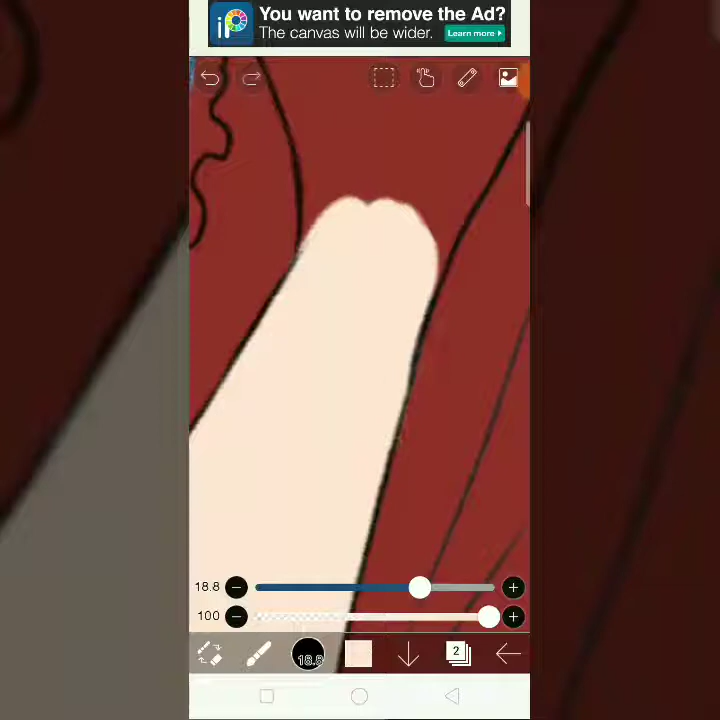 You want to remove the Ad?
The canvas will be wider.
Learn more
18.8
100
18.8
2